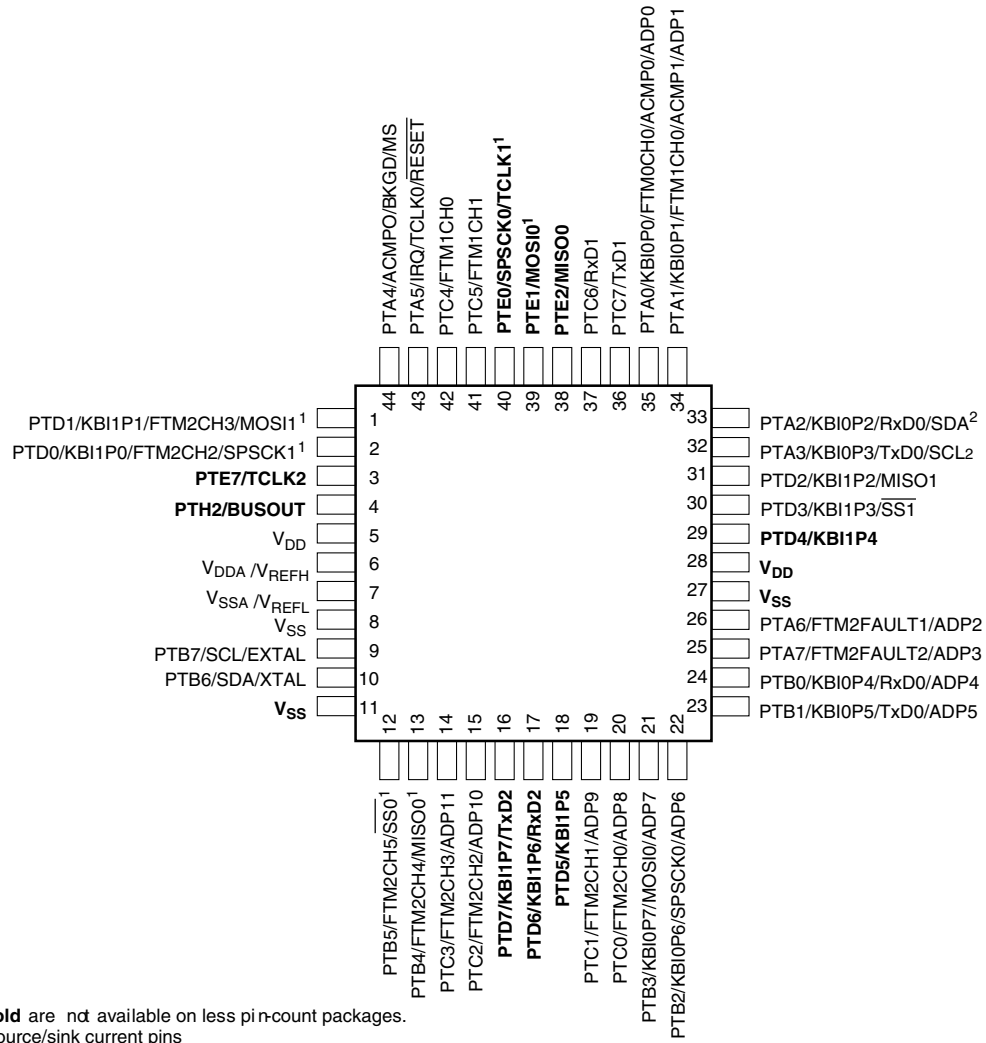 PTA4/ACMPO/BKGD/MS
PTA5/IRQ/TCLK0/RESET
PTC4/FTM1CH0
PTC5/FTM1CH1
PTE0/SPSCK0/TCLK1¹
PTE1/MOSI0¹
PTE2/MISO0
PTC6/RxD1
PTC7/TxD1
PTA0/KBI0P0/FTM0CH0/ACMP0/ADP0
PTA1/KBI0P1/FTM1CH0/ACMP1/ADP1
44 43 42 41 40 39 38 37 36 35 34
PTD1/KBI1P1/FTM2CH3/MOSI1¹ 1
PTD0/KBI1P0/FTM2CH2/SPSCK1¹ 2
PTE7/TCLK2 3
PTH2/BUSOUT 4
VDD 5
VDDA /VREFH 6
VSSA /VREFL 7
VSS 8
PTB7/SCL/EXTAL 9
PTB6/SDA/XTAL 10
VSS 11
33 PTA2/KBI0P2/RxD0/SDA²
32 PTA3/KBI0P3/TxD0/SCL2
31 PTD2/KBI1P2/MISO1
30 PTD3/KBI1P3/SS1
29 PTD4/KBI1P4
28 VDD
27 VSS
26 PTA6/FTM2FAULT1/ADP2
25 PTA7/FTM2FAULT2/ADP3
24 PTB0/KBI0P4/RxD0/ADP4
23 PTB1/KBI0P5/TxD0/ADP5
12 13 14 15 16 17 18 19 20 21 22
PTB5/FTM2CH5/SS0¹
PTB4/FTM2CH4/MISO0¹
PTC3/FTM2CH3/ADP11
PTC2/FTM2CH2/ADP10
PTD7/KBI1P7/TxD2
PTD6/KBI1P6/RxD2
PTD5/KBI1P5
PTC1/FTM2CH1/ADP9
PTC0/FTM2CH0/ADP8
PTB3/KBI0P7/MOSI0/ADP7
PTB2/KBI0P6/SPSCK0/ADP6
old are not available on less pin-count packages.
ource/sink current pins